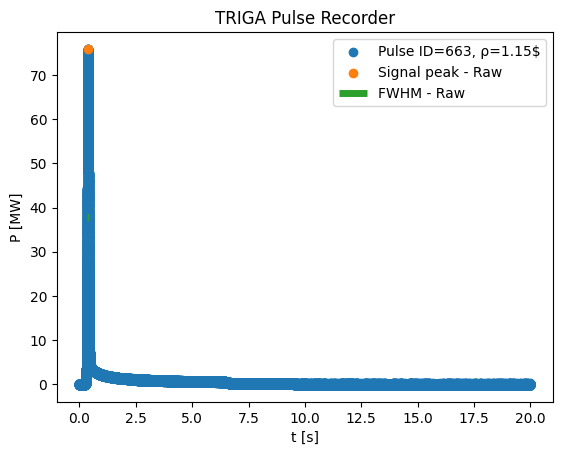 TRIGA Pulse Recorder
Pulse ID=663, ρ=1.15$
Signal peak - Raw
FWHM - Raw
P [MW]
70
60
50
40
30
20
10
0
0.0 2.5 5.0 7.5 10.0 12.5 15.0 17.5 20.0
t [s]